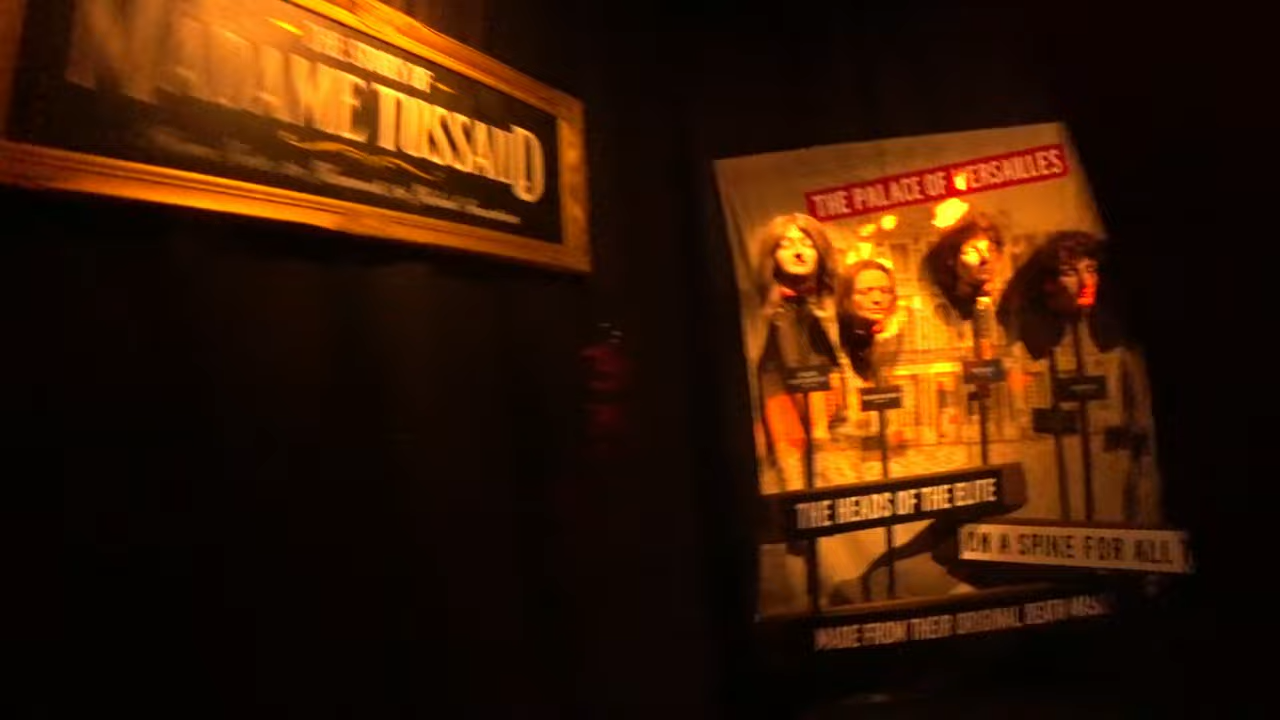 THE STORY OF
MADAME TUSSAUD
THE PALACE OF VERSAILLES
THE HEADS OF THE ELITE
ON A SPIKE FOR ALL
MADE FROM THEIR ORIGINAL DEATH MASKS